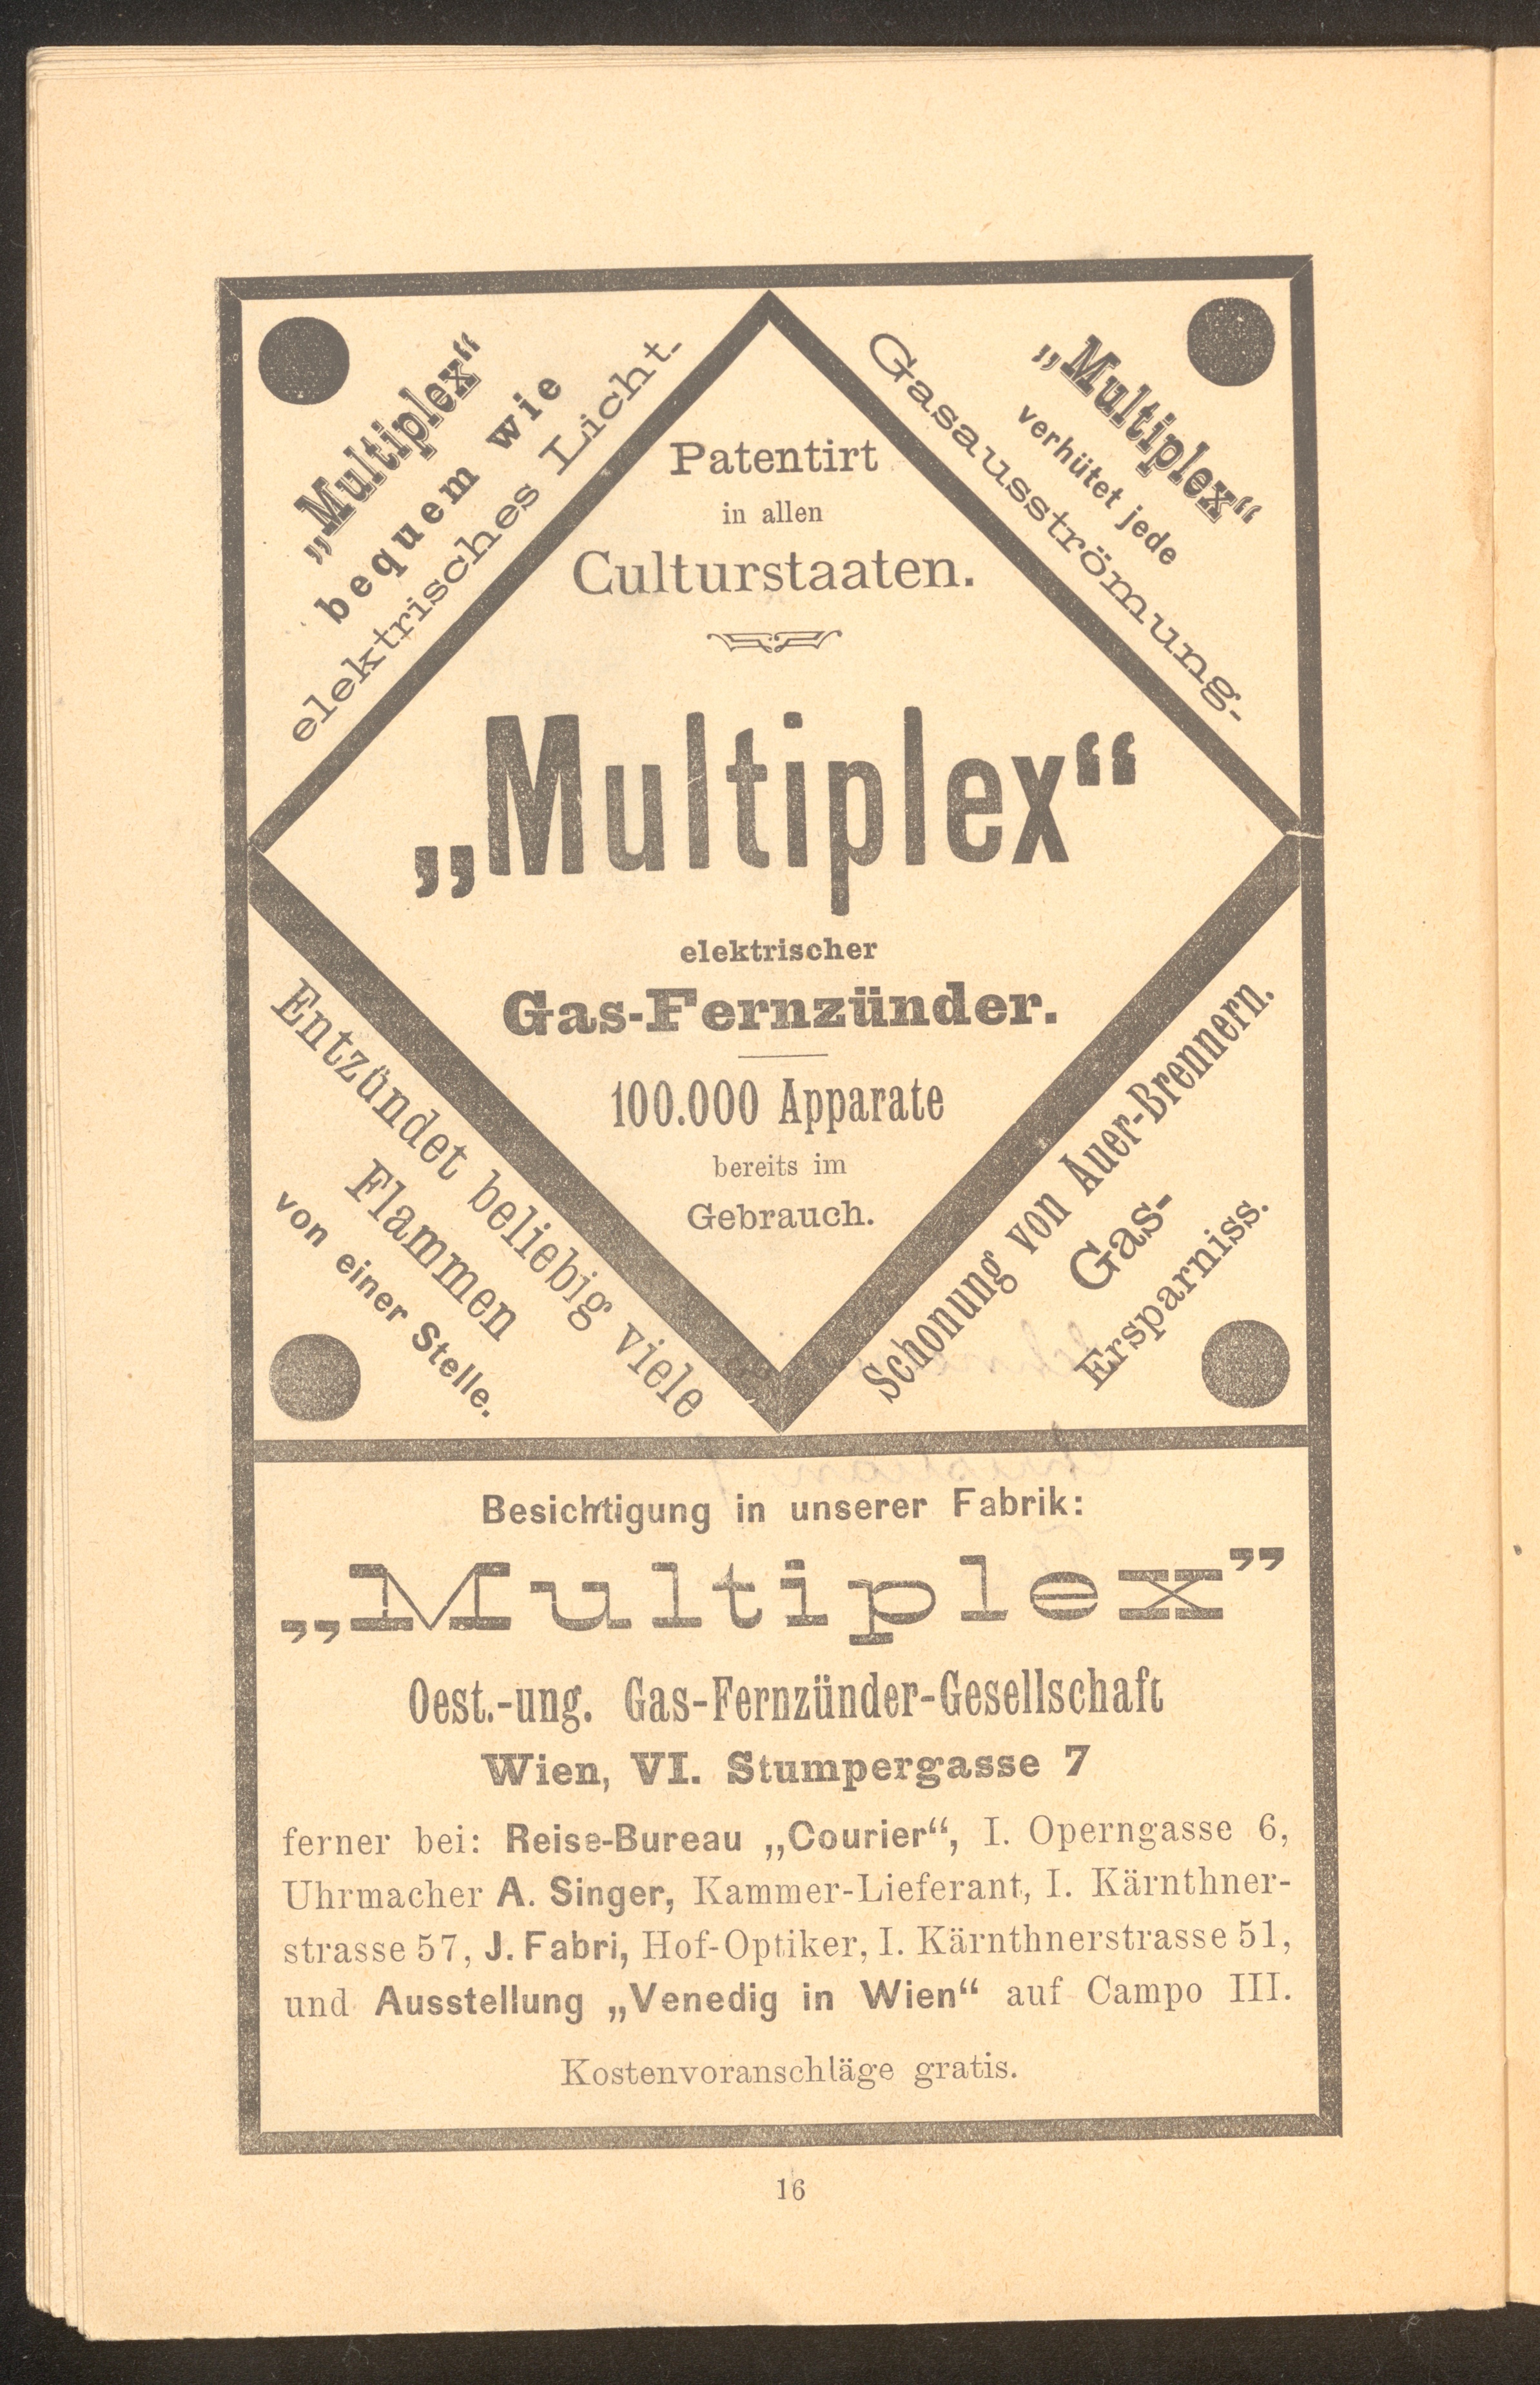 „Multiplex“
bequem wie
elektrisches Licht.
„Multiplex“
verhütet jede
Gasausströmung.
Patentirt
in allen
Culturstaaten.
„Multiplex“
elektrischer
Gas-Fernzünder.
100.000 Apparate
bereits im
Gebrauch.
Entzündet beliebig viele
Flammen
von einer Stelle.
Schonung von Auer-Brennern.
Gas-
Ersparniss.
Besichtigung in unserer Fabrik:
„Multiplex”
Oest.-ung. Gas-Fernzünder-Gesellschaft
Wien, VI. Stumpergasse 7
ferner bei: Reise-Bureau „Courier“, I. Operngasse 6,
Uhrmacher A. Singer, Kammer-Lieferant, I. Kärnthner-
strasse 57, J. Fabri, Hof-Optiker, I. Kärnthnerstrasse 51,
und Ausstellung „Venedig in Wien“ auf Campo III.
Kostenvoranschläge gratis.
16